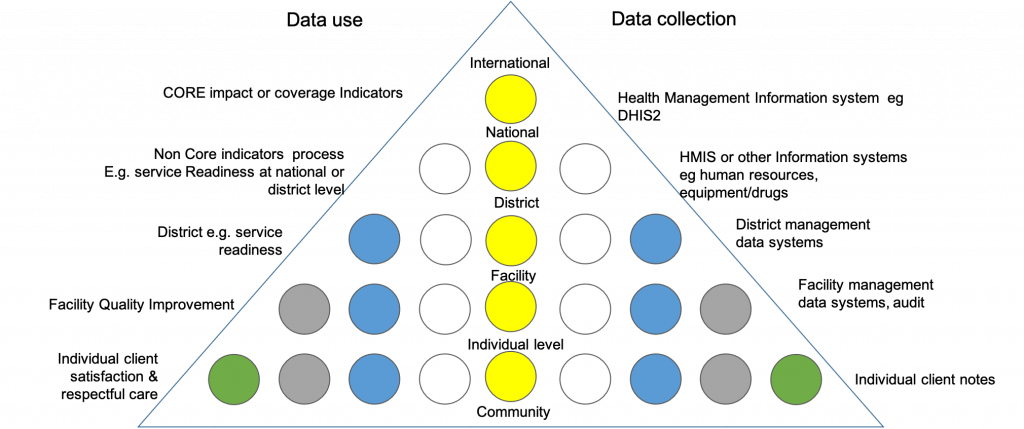 Data use
Data collection
International
CORE impact or coverage Indicators
Health Management Information system eg
DHIS2
National
Non Core indicators process
E.g. service Readiness at national or
district level
HMIS or other Information systems
eg human resources,
equipment/drugs
District
District e.g. service
readiness
District management
data systems
Facility
Facility Quality Improvement
Facility management
data systems, audit
Individual level
Individual client
satisfaction &
respectful care
Individual client notes
Community